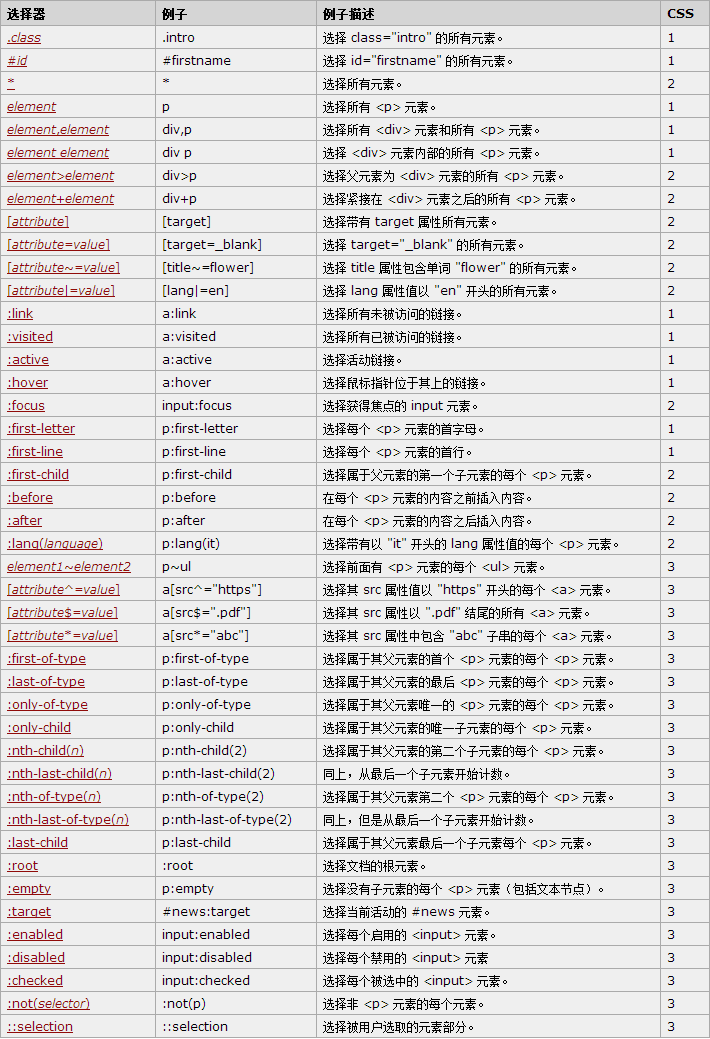 选择器 例子 例子描述 CSS
.class .intro 选择 class="intro" 的所有元素。 1
#id #firstname 选择 id="firstname" 的所有元素。 1
* * 选择所有元素。 2
element p 选择所有 <p> 元素。 1
element,element div,p 选择所有 <div> 元素和所有 <p> 元素。 1
element element div p 选择 <div> 元素内部的所有 <p> 元素。 1
element>element div>p 选择父元素为 <div> 元素的所有 <p> 元素。 2
element+element div+p 选择紧接在 <div> 元素之后的所有 <p> 元素。 2
[attribute] [target] 选择带有 target 属性所有元素。 2
[attribute=value] [target=_blank] 选择 target="_blank" 的所有元素。 2
[attribute~=value] [title~=flower] 选择 title 属性包含单词 "flower" 的所有元素。 2
[attribute|=value] [lang|=en] 选择 lang 属性值以 "en" 开头的所有元素。 2
:link a:link 选择所有未被访问的链接。 1
:visited a:visited 选择所有已被访问的链接。 1
:active a:active 选择活动链接。 1
:hover a:hover 选择鼠标指针位于其上的链接。 1
:focus input:focus 选择获得焦点的 input 元素。 2
:first-letter p:first-letter 选择每个 <p> 元素的首字母。 1
:first-line p:first-line 选择每个 <p> 元素的首行。 1
:first-child p:first-child 选择属于父元素的第一个子元素的每个 <p> 元素。 2
:before p:before 在每个 <p> 元素的内容之前插入内容。 2
:after p:after 在每个 <p> 元素的内容之后插入内容。 2
:lang(language) p:lang(it) 选择带有以 "it" 开头的 lang 属性值的每个 <p> 元素。 2
element1~element2 p~ul 选择前面有 <p> 元素的每个 <ul> 元素。 3
[attribute^=value] a[src^="https"] 选择其 src 属性值以 "https" 开头的每个 <a> 元素。 3
[attribute$=value] a[src$=".pdf"] 选择其 src 属性以 ".pdf" 结尾的所有 <a> 元素。 3
[attribute*=value] a[src*="abc"] 选择其 src 属性中包含 "abc" 子串的每个 <a> 元素。 3
:first-of-type p:first-of-type 选择属于其父元素的首个 <p> 元素的每个 <p> 元素。 3
:last-of-type p:last-of-type 选择属于其父元素的最后 <p> 元素的每个 <p> 元素。 3
:only-of-type p:only-of-type 选择属于其父元素唯一的 <p> 元素的每个 <p> 元素。 3
:only-child p:only-child 选择属于其父元素的唯一子元素的每个 <p> 元素。 3
:nth-child(n) p:nth-child(2) 选择属于其父元素的第二个子元素的每个 <p> 元素。 3
:nth-last-child(n) p:nth-last-child(2) 同上，从最后一个子元素开始计数。 3
:nth-of-type(n) p:nth-of-type(2) 选择属于其父元素第二个 <p> 元素的每个 <p> 元素。 3
:nth-last-of-type(n) p:nth-last-of-type(2) 同上，但是从最后一个子元素开始计数。 3
:last-child p:last-child 选择属于其父元素最后一个子元素每个 <p> 元素。 3
:root :root 选择文档的根元素。 3
:empty p:empty 选择没有子元素的每个 <p> 元素（包括文本节点）。 3
:target #news:target 选择当前活动的 #news 元素。 3
:enabled input:enabled 选择每个启用的 <input> 元素。 3
:disabled input:disabled 选择每个禁用的 <input> 元素 3
:checked input:checked 选择每个被选中的 <input> 元素。 3
:not(selector) :not(p) 选择非 <p> 元素的每个元素。 3
::selection ::selection 选择被用户选取的元素部分。 3